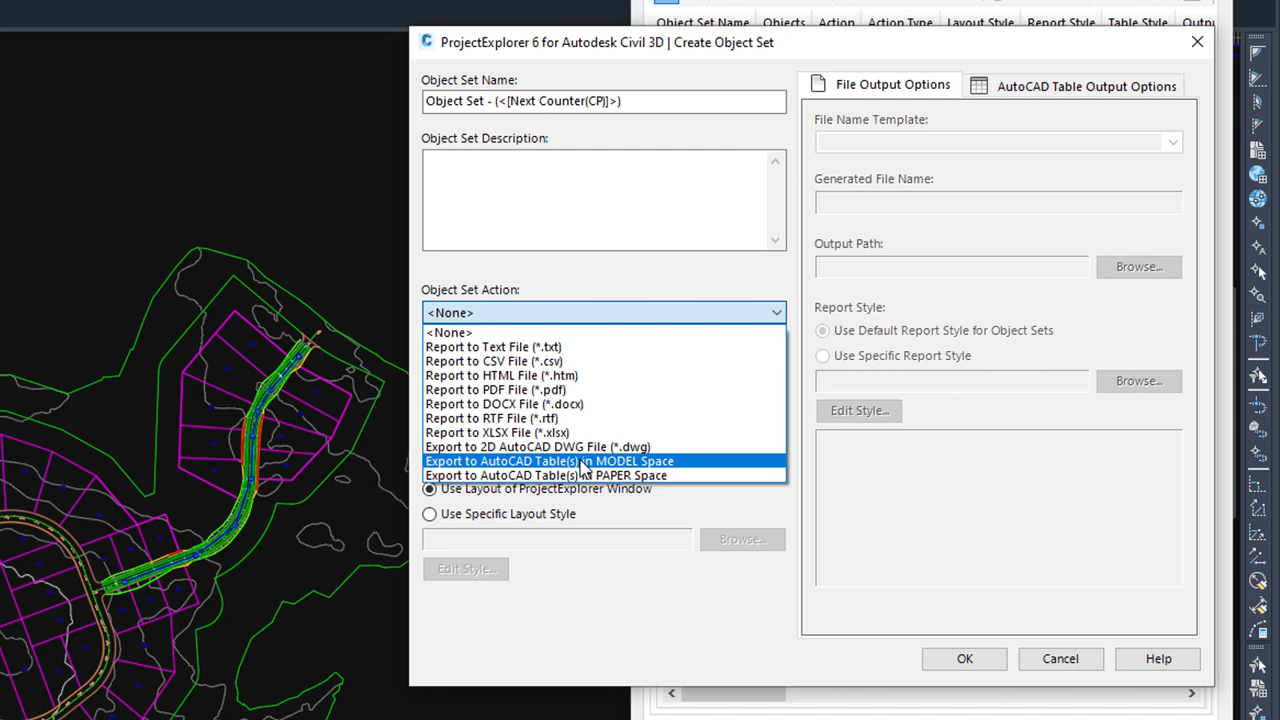 Object Set Name Objects Action Action Type Layout Style Report Style Table Style
ProjectExplorer 6 for Autodesk Civil 3D | Create Object Set
Object Set Name:
Object Set - (<[Next Counter(CP)]>)
Object Set Description:
Object Set Action:
<None>
<None>
Report to Text File (*.txt)
Report to CSV File (*.csv)
Report to HTML File (*.htm)
Report to PDF File (*.pdf)
Report to DOCX File (*.docx)
Report to RTF File (*.rtf)
Report to XLSX File (*.xlsx)
Export to 2D AutoCAD DWG File (*.dwg)
Export to AutoCAD Table(s) in MODEL Space
Export to AutoCAD Table(s) in PAPER Space
Use Layout of ProjectExplorer Window
Use Specific Layout Style
Browse...
Edit Style...
File Output Options
AutoCAD Table Output Options
File Name Template:
Generated File Name:
Output Path:
Browse...
Report Style:
Use Default Report Style for Object Sets
Use Specific Report Style
Browse...
Edit Style...
OK
Cancel
Help